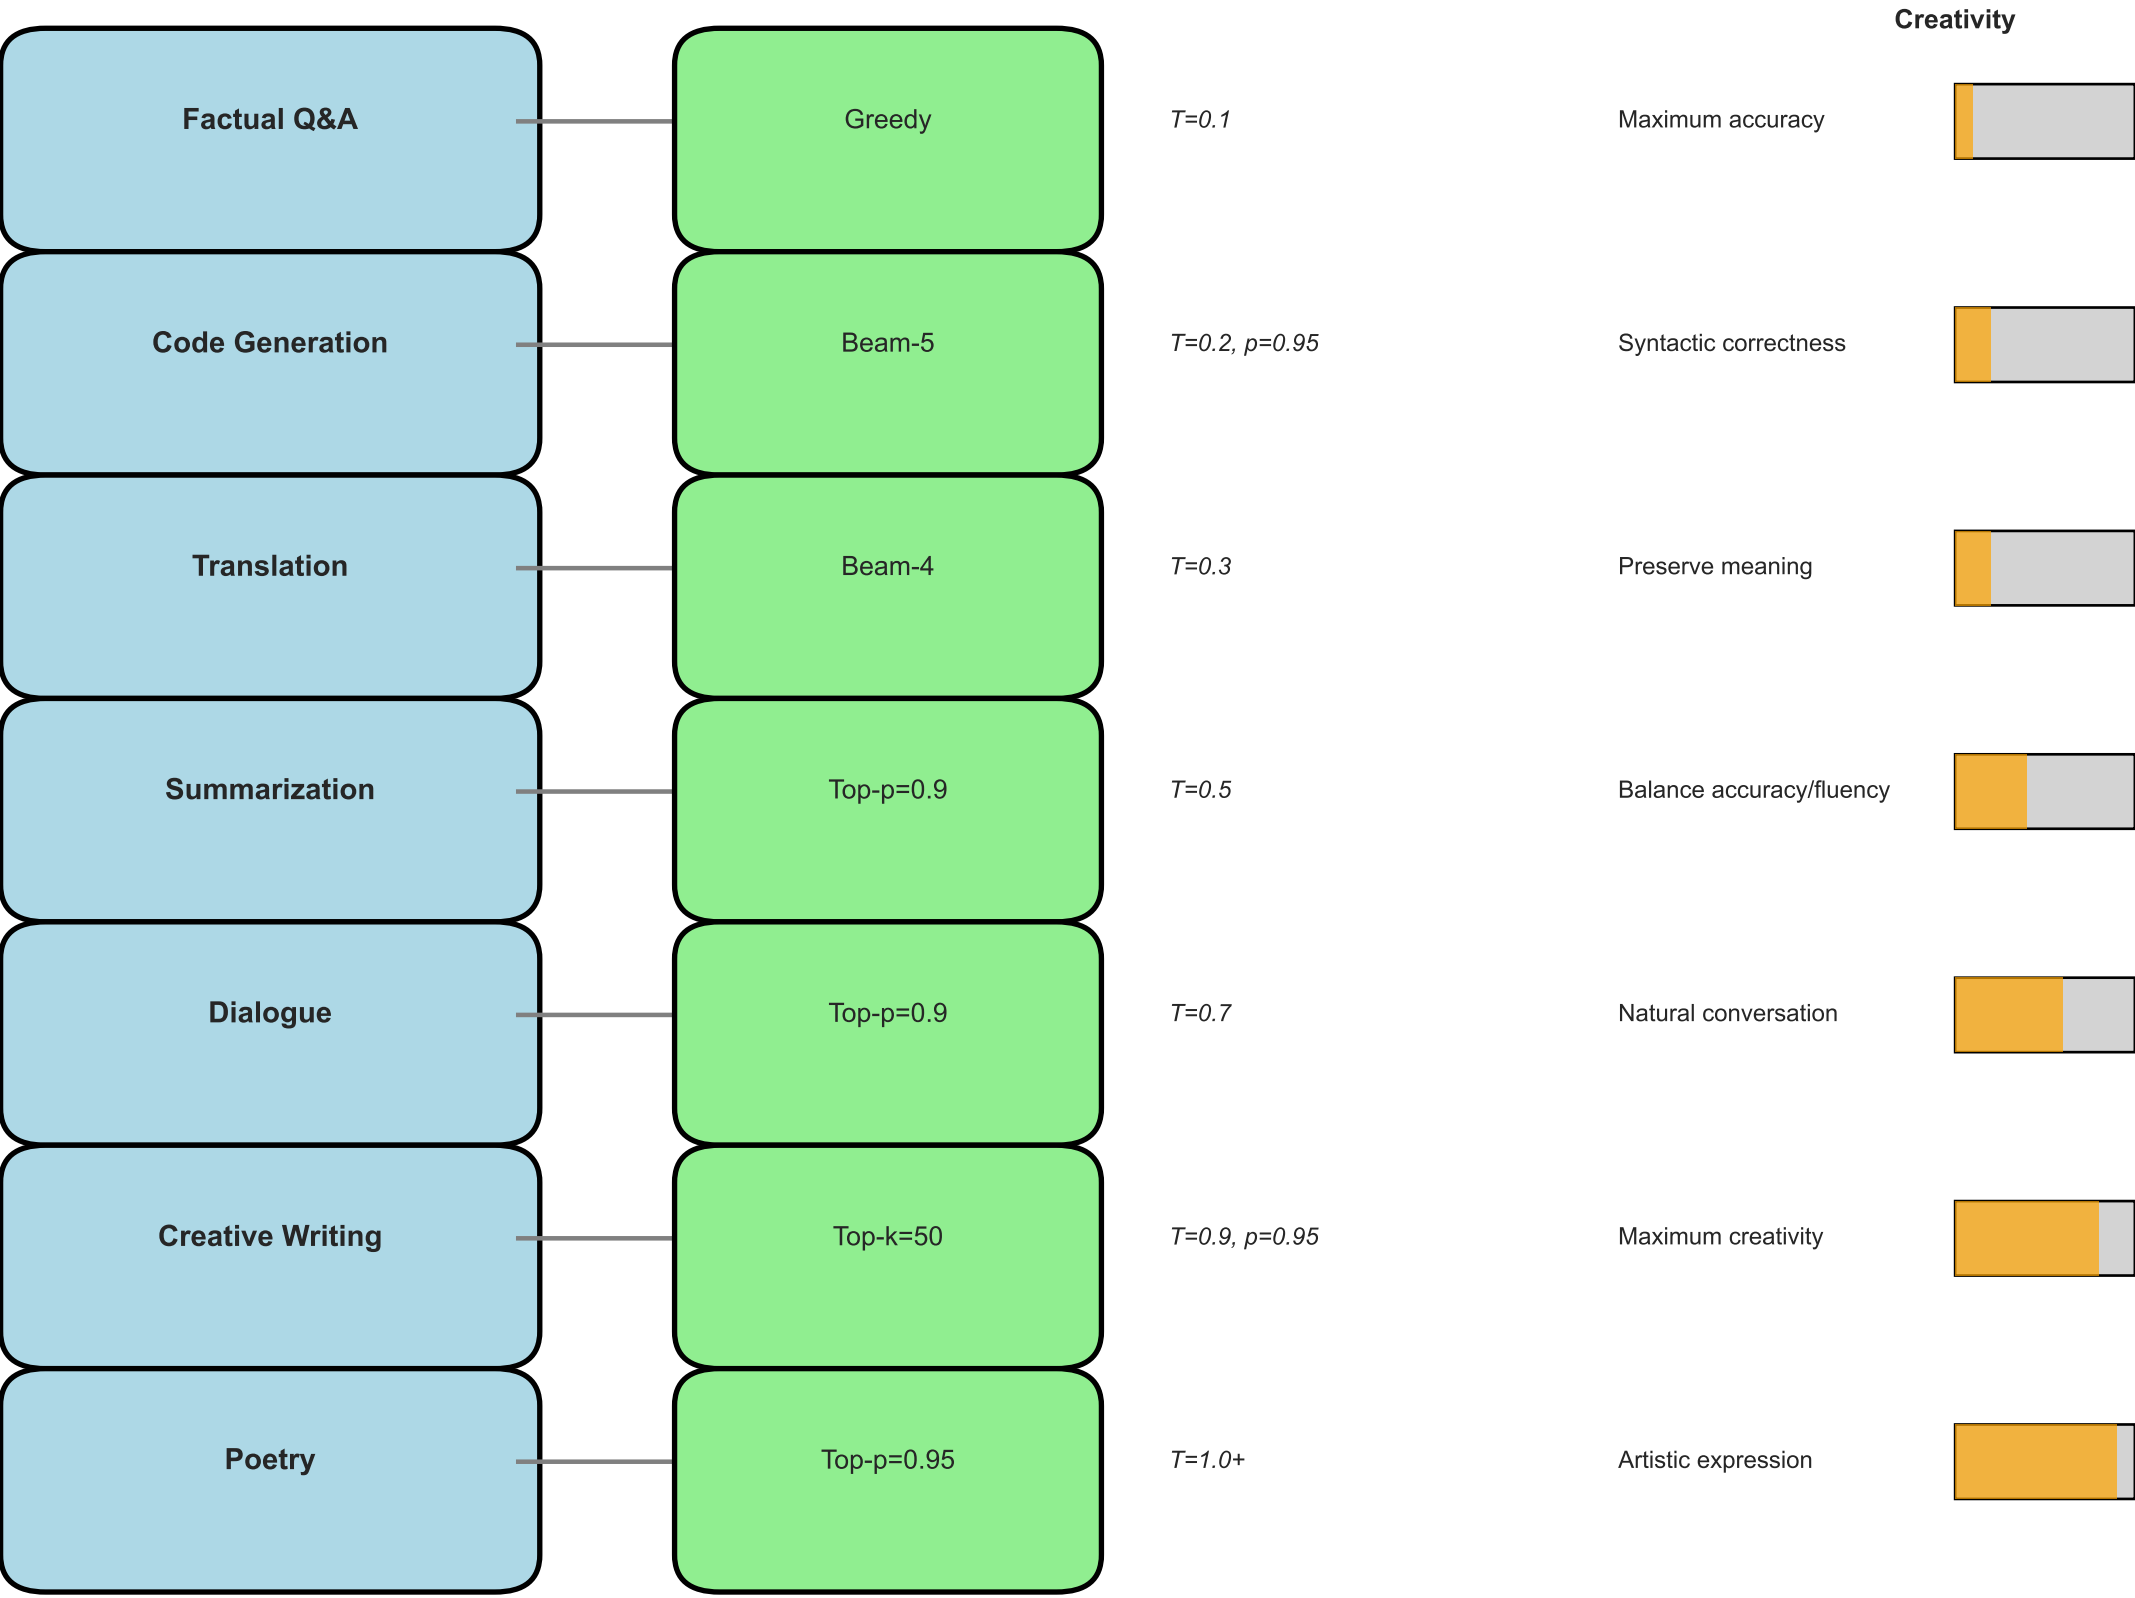 Creativity
Factual Q&A
Greedy
T=0.1
Maximum accuracy
Code Generation
Beam-5
T=0.2, p=0.95
Syntactic correctness
Translation
Beam-4
T=0.3
Preserve meaning
Summarization
Top-p=0.9
T=0.5
Balance accuracy/fluency
Dialogue
Top-p=0.9
T=0.7
Natural conversation
Creative Writing
Top-k=50
T=0.9, p=0.95
Maximum creativity
Poetry
Top-p=0.95
T=1.0+
Artistic expression